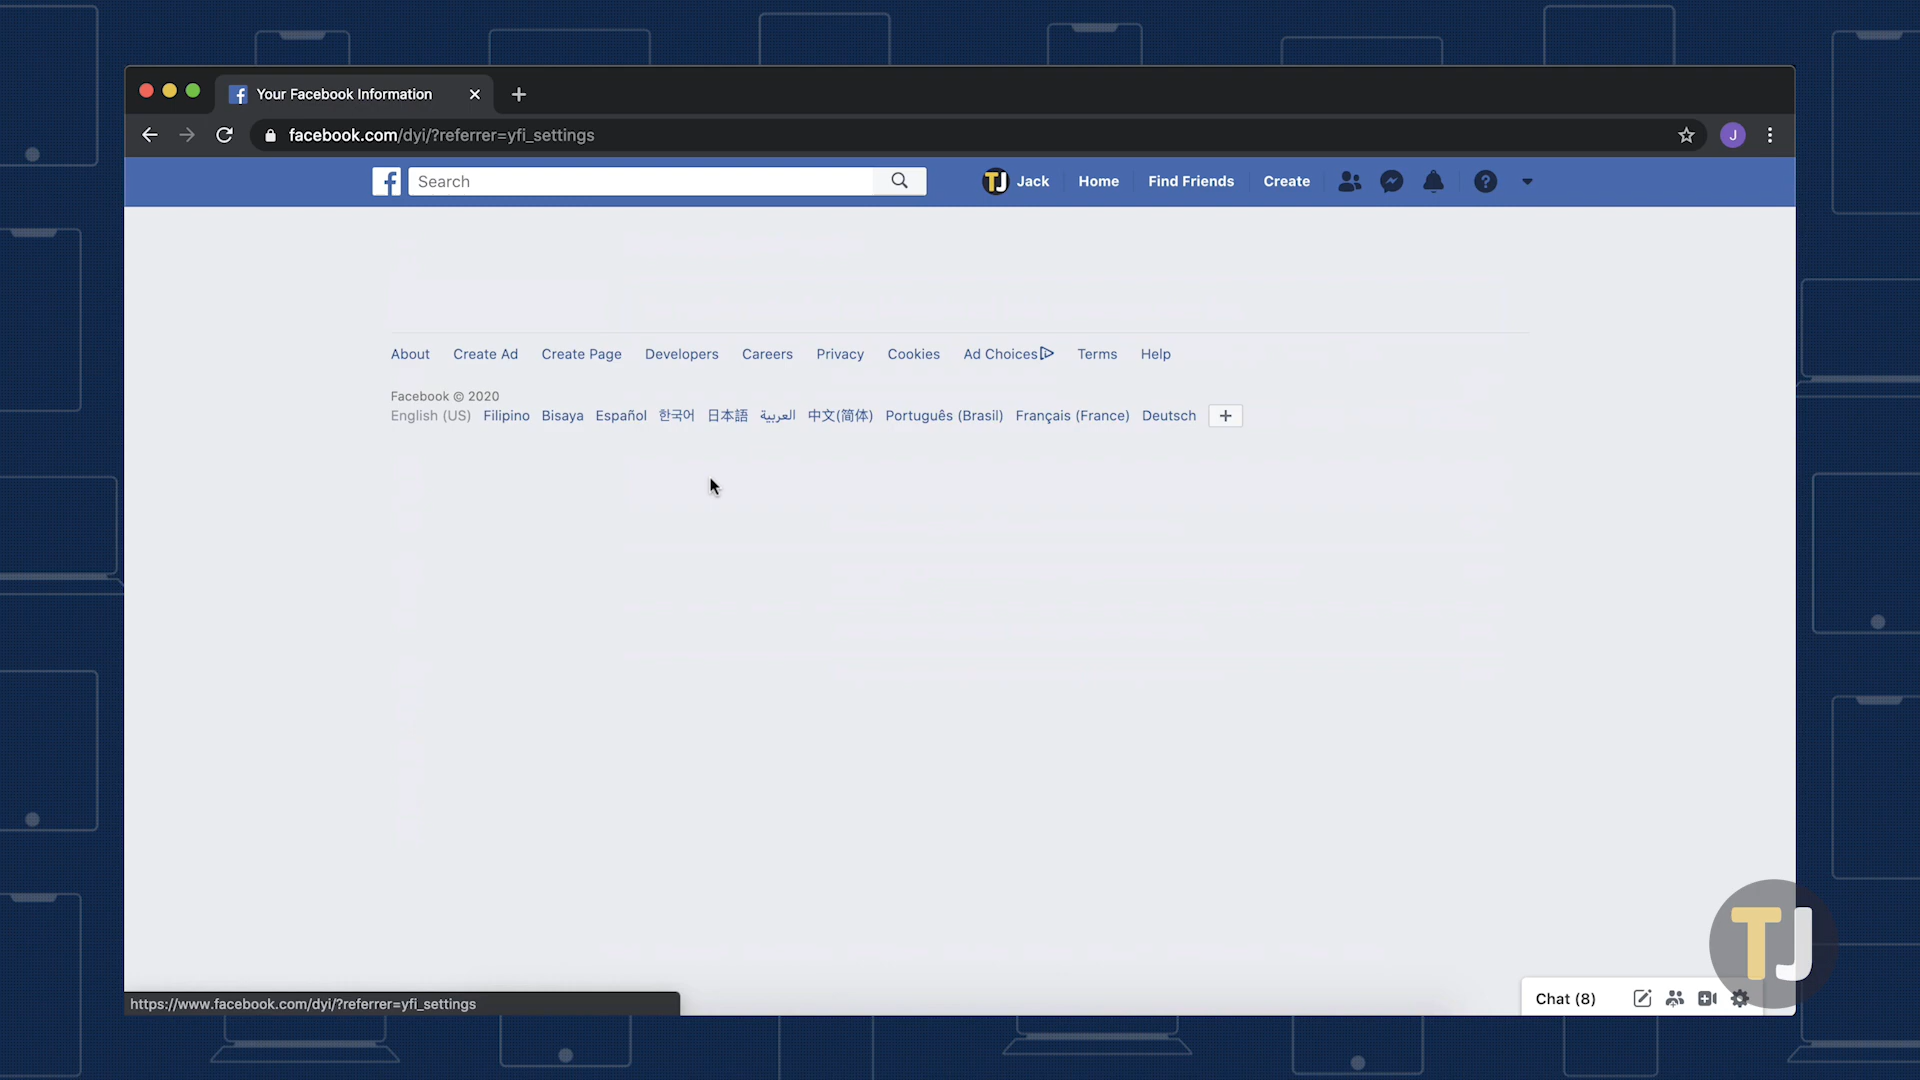 Your Facebook Information
facebook.com/dyi/?referrer=yfi_settings
J
Search
TJ Jack Home Find Friends Create
About Create Ad Create Page Developers Careers Privacy Cookies Ad Choices Terms Help
Facebook © 2020
English (US) Filipino Bisaya Español 한국어 日本語 العربية 中文(简体) Português (Brasil) Français (France) Deutsch +
TJ
https://www.facebook.com/dyi/?referrer=yfi_settings
Chat (8)